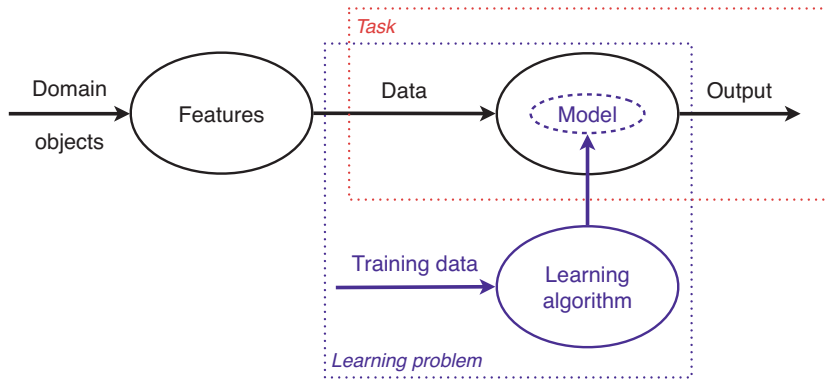 Task
Domain
objects
Features
Data
Model
Output
Training data
Learning
algorithm
Learning problem